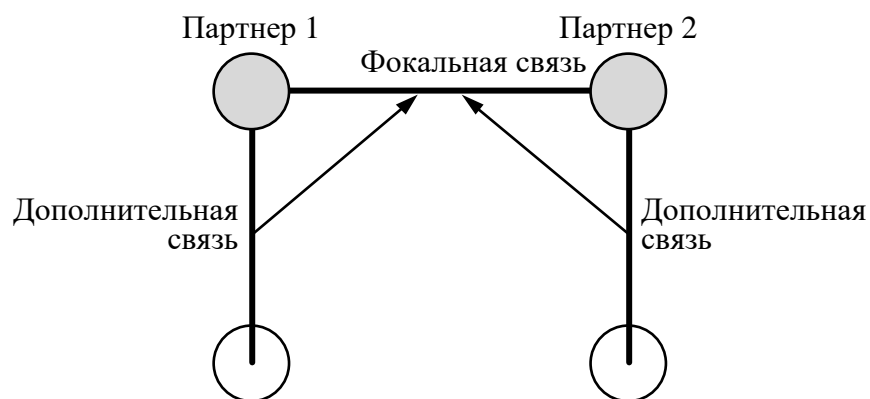 Партнер 1
Партнер 2
Фокальная связь
Дополнительная
связь
Дополнительная
связь